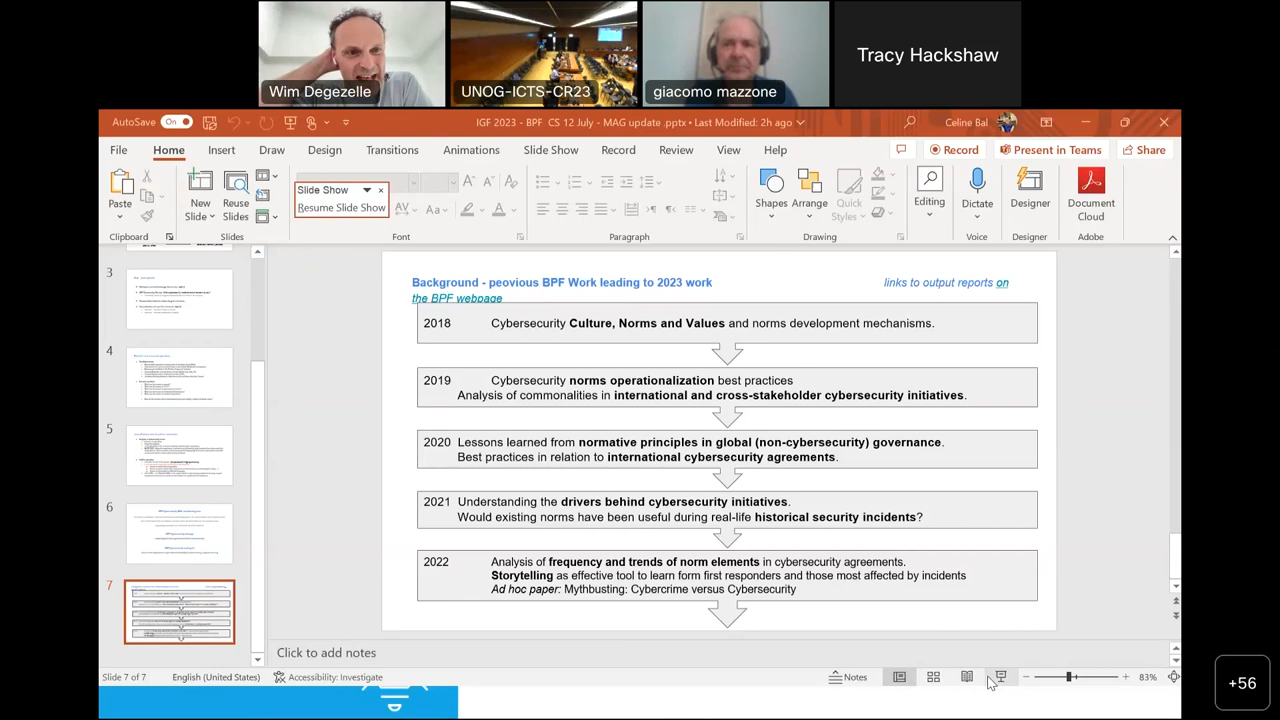 Tracy Hackshaw
Wim Degezelle
UNOG-ICTS-CR23
giacomo mazzone
AutoSave On
IGF 2023 - BPF CS 12 July - MAG update .pptx • Last Modified: 2h ago
Celine Bal
File Home Insert Draw Design Transitions Animations Slide Show Record Review View Help
Record
Present in Teams
Share
Paste
New Slide
Reuse Slides
Slide Show
Resume Slide Show
Aa
A
Shapes
Arrange
Quick Styles
Editing
Dictate
Designer
Document Cloud
Clipboard
Slides
Font
Paragraph
Drawing
Voice
Designer
Adobe
3
4
5
6
7
Background - peovious BPF Work leading to 2023 work links to output reports on
the BPF webpage
2018 Cybersecurity Culture, Norms and Values and norms development mechanisms.
2019 Cybersecurity norms operationalization best practices
Analysis of commonalities in international and cross-stakeholder cybersecurity initiatives.
2020 Lessons learned from normative principles in global (non-cybersecurity) governance.
Best practices in relation to international cybersecurity agreements.
2021 Understanding the drivers behind cybersecurity initiatives.
Would existing norms have been useful during real-life historical security incidents?
2022 Analysis of frequency and trends of norm elements in cybersecurity agreements.
Storytelling as effective tool to learn form first responders and those most affected by incidents
Ad hoc paper: Mythbusting: Cybercrime versus Cybersecurity
Click to add notes
Slide 7 of 7
English (United States)
Accessibility: Investigate
Notes
83%
+56